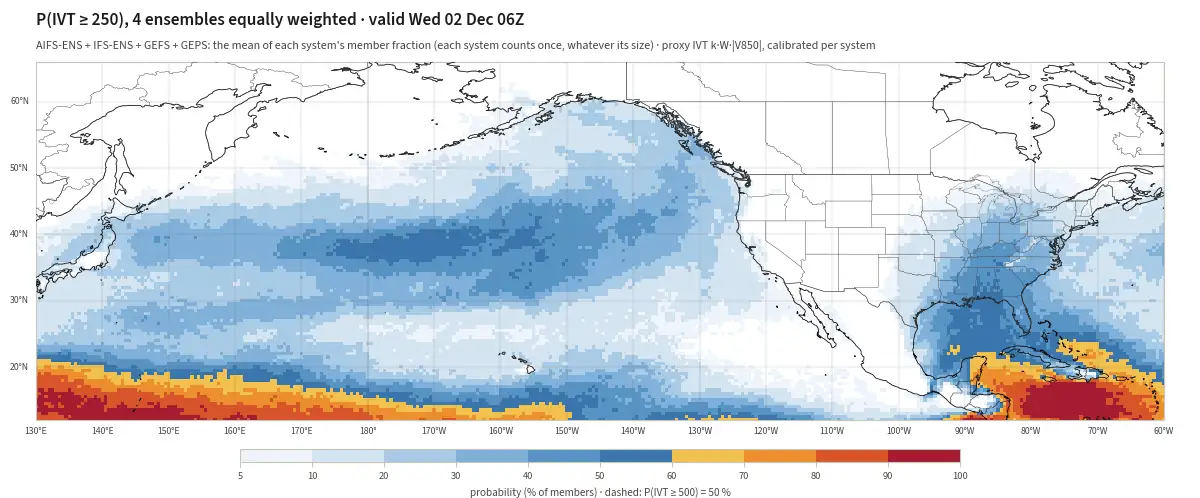 P(IVT ≥ 250), 4 ensembles equally weighted · valid Wed 02 Dec 06Z
AIFS-ENS + IFS-ENS + GEFS + GEPS: the mean of each system's member fraction (each system counts once, whatever its size) · proxy IVT k·W·|V850|, calibrated per system
60°N
50°N
40°N
30°N
20°N
130°E 140°E 150°E 160°E 170°E 180° 170°W 160°W 150°W 140°W 130°W 120°W 110°W 100°W 90°W 80°W 70°W 60°W
5 10 20 30 40 50 60 70 80 90 100
probability (% of members) · dashed: P(IVT ≥ 500) = 50 %